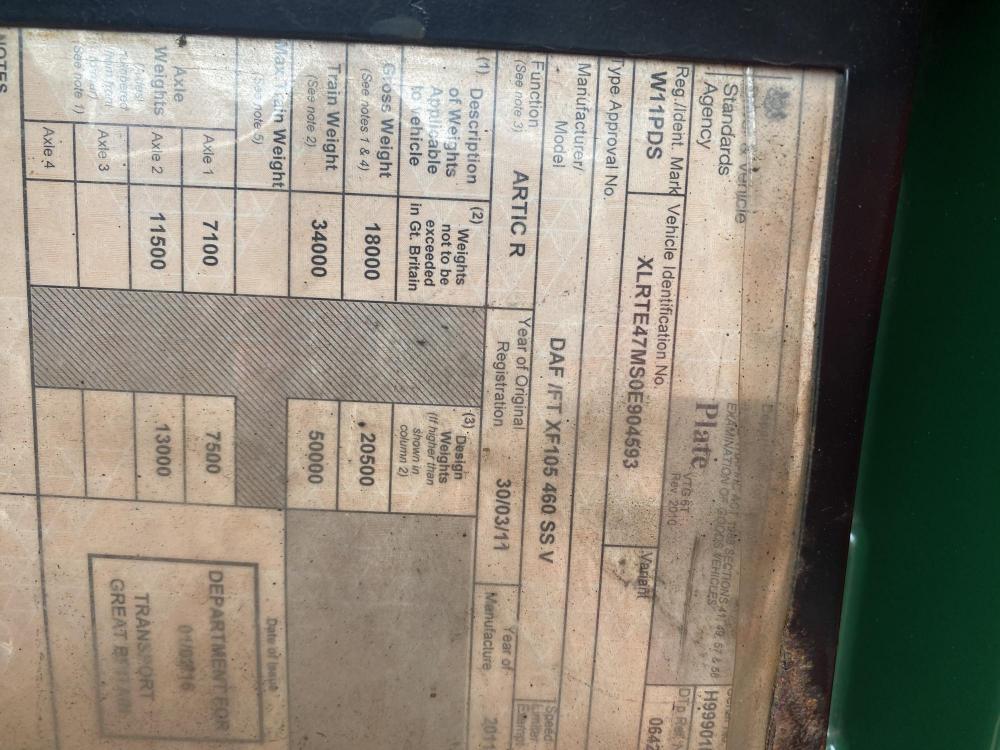 Standards
Agency
EXAMINATION OF GOODS VEHICLES
Plate
VTG 6T
Rev 2010
Reg./Ident. Mark
W11PDS
Vehicle Identification No.
XLRTE47MS0E904593
Type Approval No.
Variant
Manufacturer/
Model
DAF /FT XF105 460 SS V
Speed
Limiter
Function
(See note 3)
ARTIC R
Year of Original
Registration
30/03/11
Year of
Manufacture
2011
(1) Description
of Weights
Applicable
to vehicle
(2) Weights
not to be
exceeded
in Gt. Britain
(3) Design
Weights
(if higher than
shown in
column 2)
Gross Weight
(See notes 1 & 4)
18000
20500
Train Weight
(See note 2)
34000
50000
Max Train Weight
(See note 5)
Axle
Weights
(See note 1)
Axle 1
7100
7500
Axle 2
11500
13000
Axle 3
Axle 4
Date of Issue
DEPARTMENT FOR
TRANSPORT
GREAT BRITAIN
NOTES